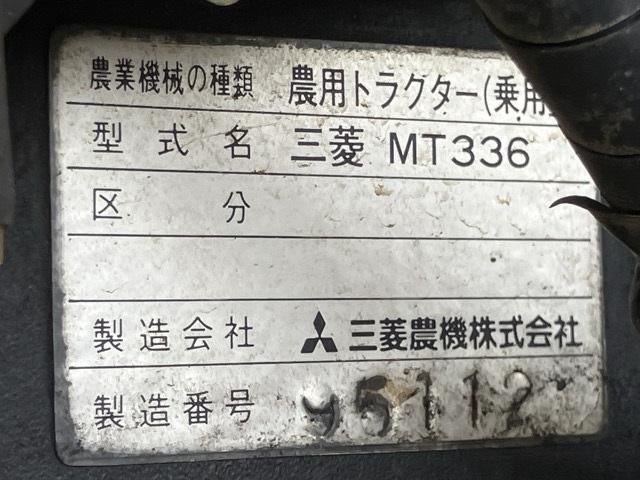 農業機械の種類 農用トラクター(乗用
型式名 三菱 MT336
区分
製造会社 三菱農機株式会社
製造番号 95112